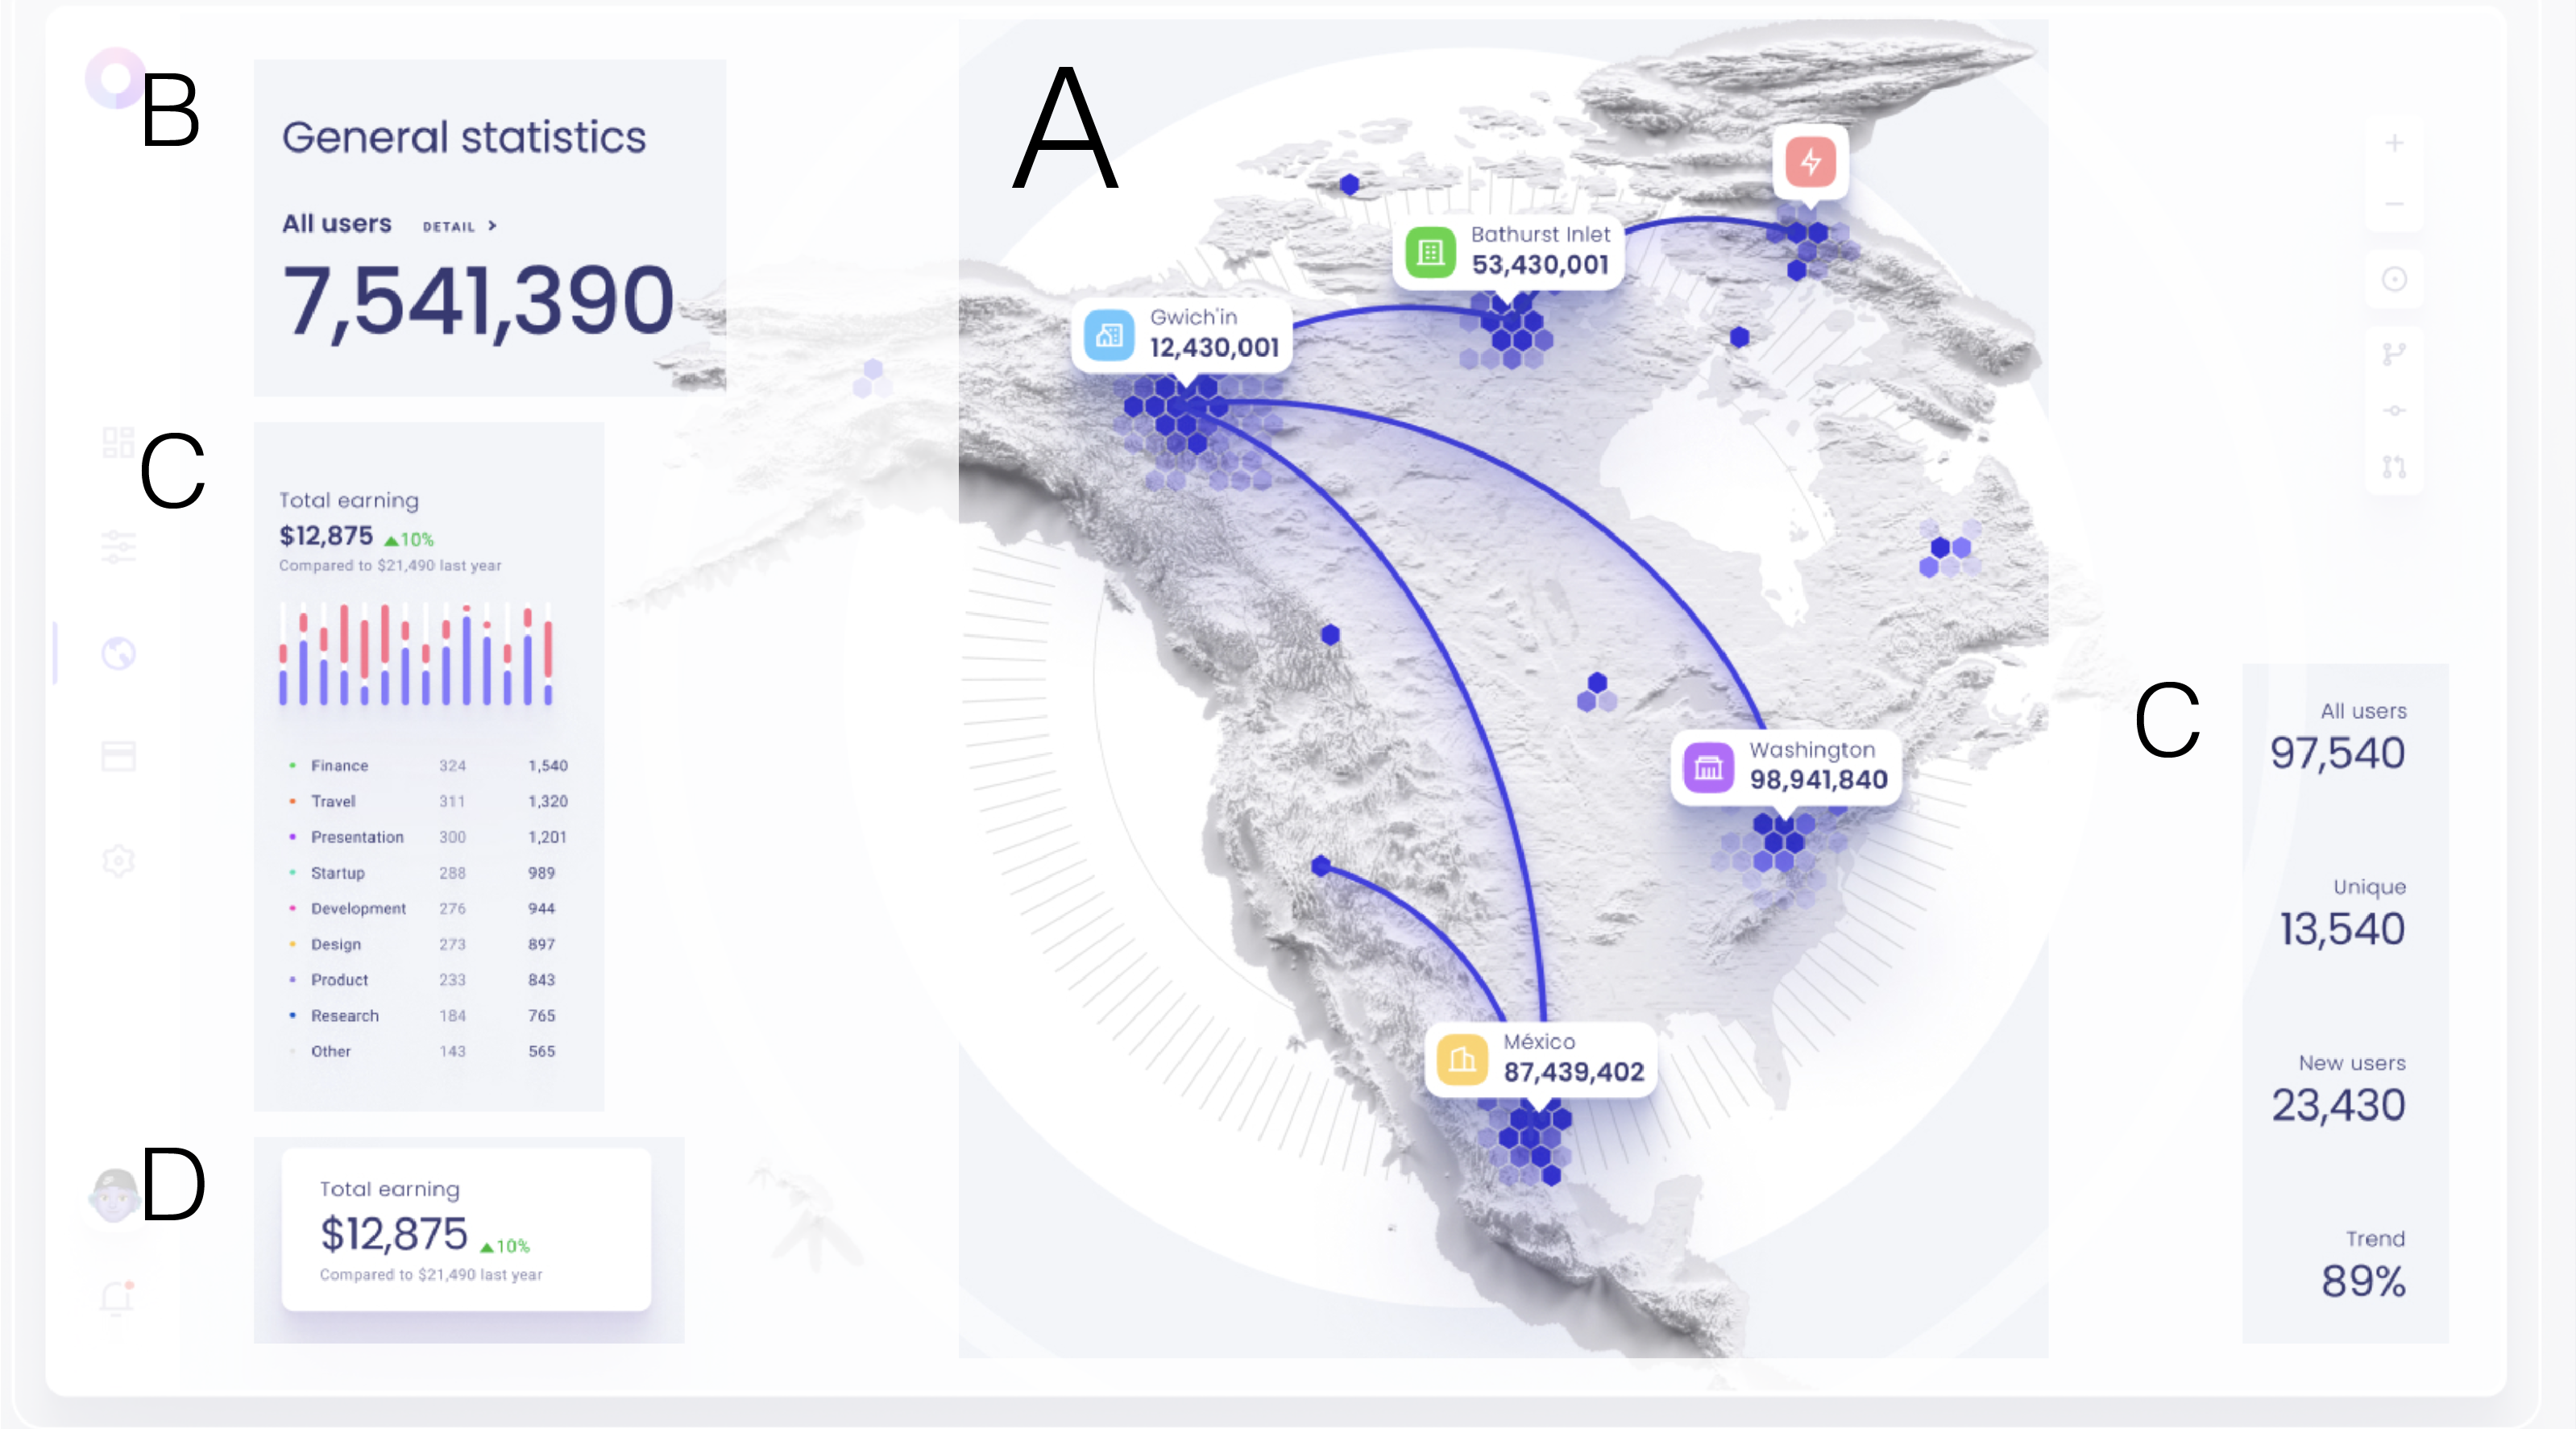 B
General statistics
All users DETAIL >
7,541,390
C
Total earning
$12,875 ▲10%
Compared to $21,490 last year
Finance 324 1,540
Travel 311 1,320
Presentation 300 1,201
Startup 288 989
Development 276 944
Design 273 897
Product 233 843
Research 184 765
Other 143 565
D
Total earning
$12,875 ▲10%
Compared to $21,490 last year
A
Bathurst Inlet
53,430,001
Gwich'in
12,430,001
Washington
98,941,840
México
87,439,402
C
All users
97,540
Unique
13,540
New users
23,430
Trend
89%